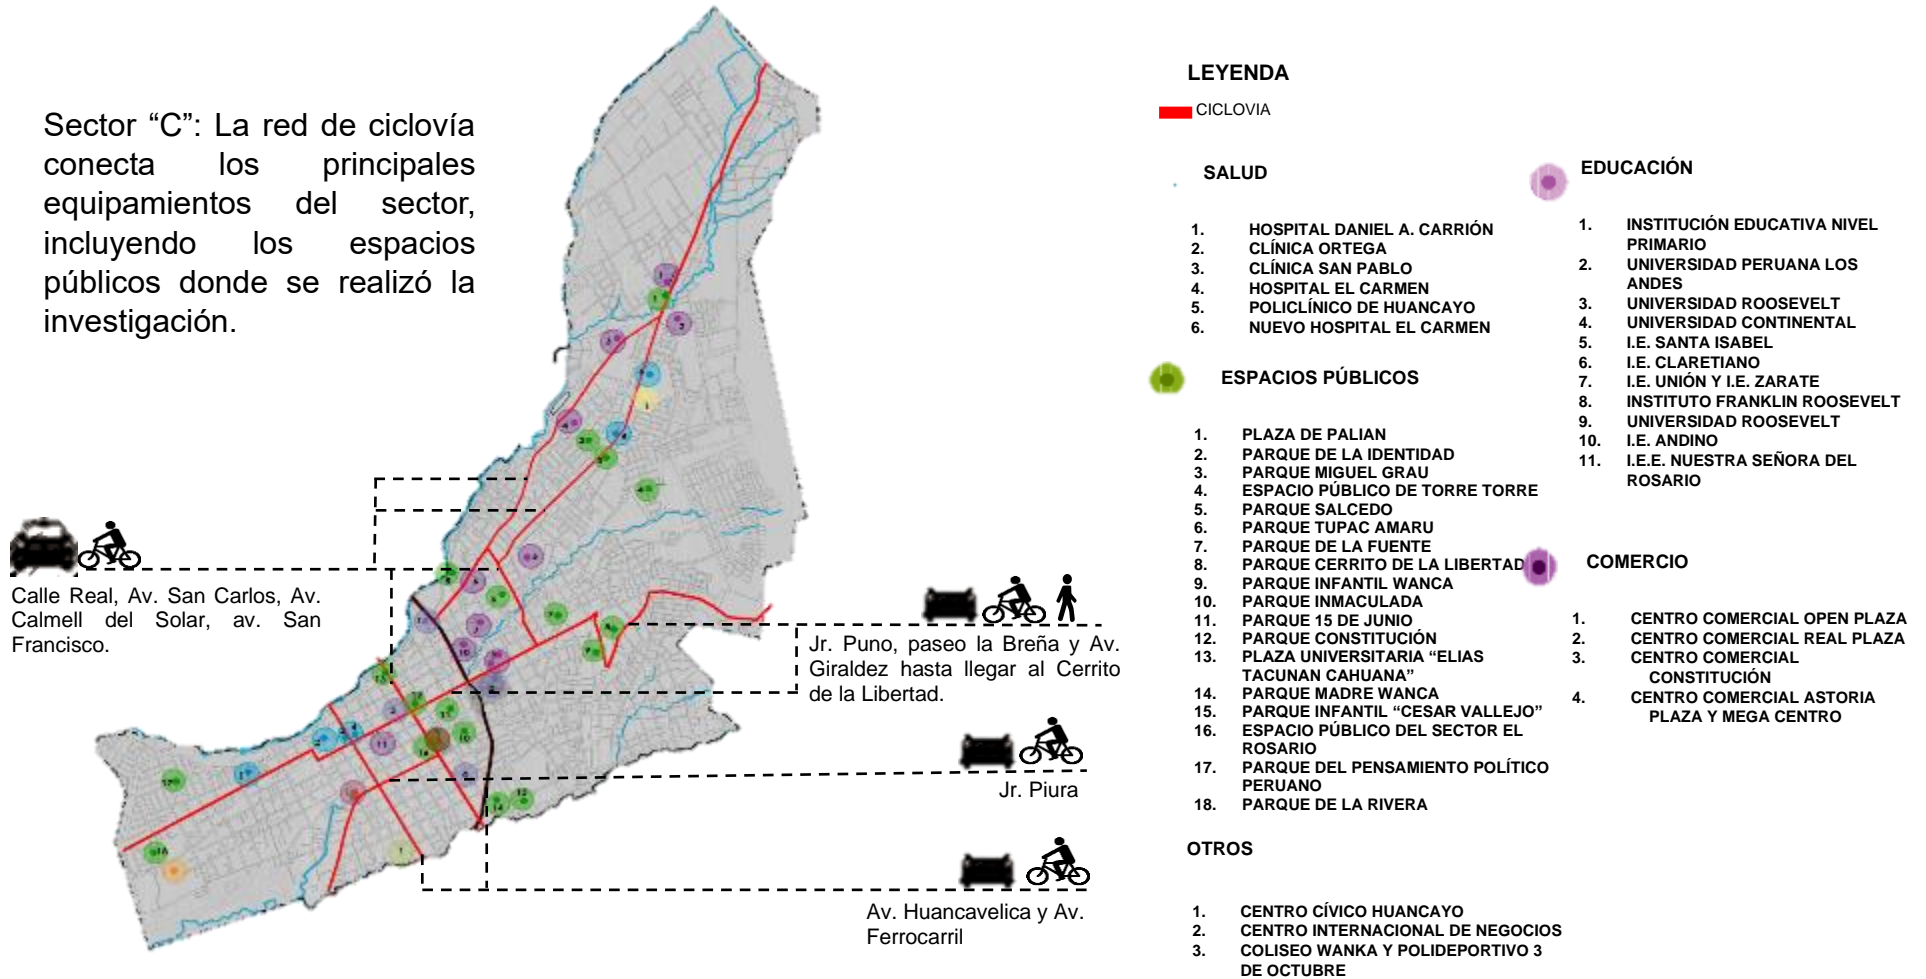 Sector “C”: La red de ciclovía
conecta los principales
equipamientos del sector,
incluyendo los espacios
públicos donde se realizó la
investigación.
Calle Real, Av. San Carlos, Av.
Calmell del Solar, av. San
Francisco.
Jr. Puno, paseo la Breña y Av.
Giraldez hasta llegar al Cerrito
de la Libertad.
Jr. Piura
Av. Huancavelica y Av.
Ferrocarril
LEYENDA
CICLOVIA
SALUD
1. HOSPITAL DANIEL A. CARRIÓN
2. CLÍNICA ORTEGA
3. CLÍNICA SAN PABLO
4. HOSPITAL EL CARMEN
5. POLICLÍNICO DE HUANCAYO
6. NUEVO HOSPITAL EL CARMEN
ESPACIOS PÚBLICOS
1. PLAZA DE PALIAN
2. PARQUE DE LA IDENTIDAD
3. PARQUE MIGUEL GRAU
4. ESPACIO PÚBLICO DE TORRE TORRE
5. PARQUE SALCEDO
6. PARQUE TUPAC AMARU
7. PARQUE DE LA FUENTE
8. PARQUE CERRITO DE LA LIBERTAD
9. PARQUE INFANTIL WANCA
10. PARQUE INMACULADA
11. PARQUE 15 DE JUNIO
12. PARQUE CONSTITUCIÓN
13. PLAZA UNIVERSITARIA “ELIAS
TACUNAN CAHUANA”
14. PARQUE MADRE WANCA
15. PARQUE INFANTIL “CESAR VALLEJO”
16. ESPACIO PÚBLICO DEL SECTOR EL
ROSARIO
17. PARQUE DEL PENSAMIENTO POLÍTICO
PERUANO
18. PARQUE DE LA RIVERA
OTROS
1. CENTRO CÍVICO HUANCAYO
2. CENTRO INTERNACIONAL DE NEGOCIOS
3. COLISEO WANKA Y POLIDEPORTIVO 3
DE OCTUBRE
EDUCACIÓN
1. INSTITUCIÓN EDUCATIVA NIVEL
PRIMARIO
2. UNIVERSIDAD PERUANA LOS
ANDES
3. UNIVERSIDAD ROOSEVELT
4. UNIVERSIDAD CONTINENTAL
5. I.E. SANTA ISABEL
6. I.E. CLARETIANO
7. I.E. UNIÓN Y I.E. ZARATE
8. INSTITUTO FRANKLIN ROOSEVELT
9. UNIVERSIDAD ROOSEVELT
10. I.E. ANDINO
11. I.E.E. NUESTRA SEÑORA DEL
ROSARIO
COMERCIO
1. CENTRO COMERCIAL OPEN PLAZA
2. CENTRO COMERCIAL REAL PLAZA
3. CENTRO COMERCIAL
CONSTITUCIÓN
4. CENTRO COMERCIAL ASTORIA
PLAZA Y MEGA CENTRO